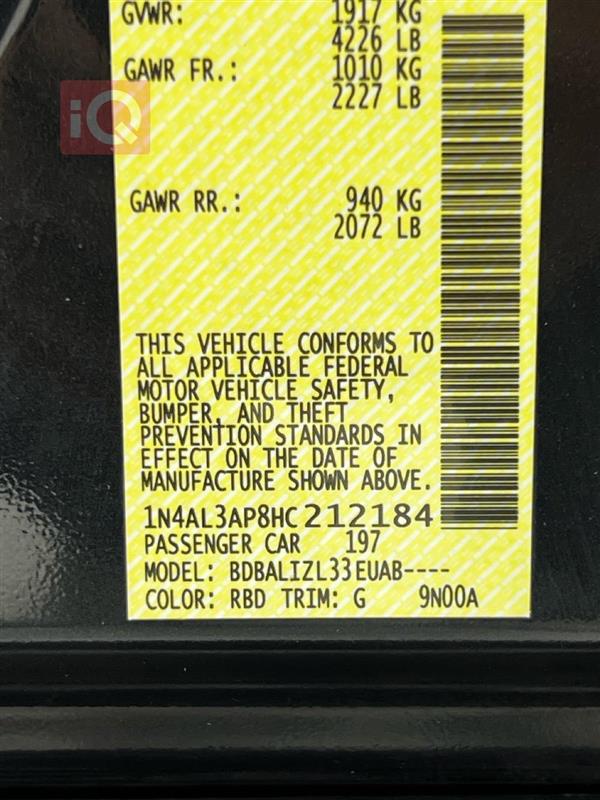 GVWR: 1917 KG
4226 LB
GAWR FR.: 1010 KG
2227 LB
iQ
GAWR RR.: 940 KG
2072 LB
THIS VEHICLE CONFORMS TO
ALL APPLICABLE FEDERAL
MOTOR VEHICLE SAFETY,
BUMPER, AND THEFT
PREVENTION STANDARDS IN
EFFECT ON THE DATE OF
MANUFACTURE SHOWN ABOVE.
1N4AL3AP8HC212184
PASSENGER CAR 197
MODEL: BDBALIZL33EUAB----
COLOR: RBD TRIM: G 9N00A